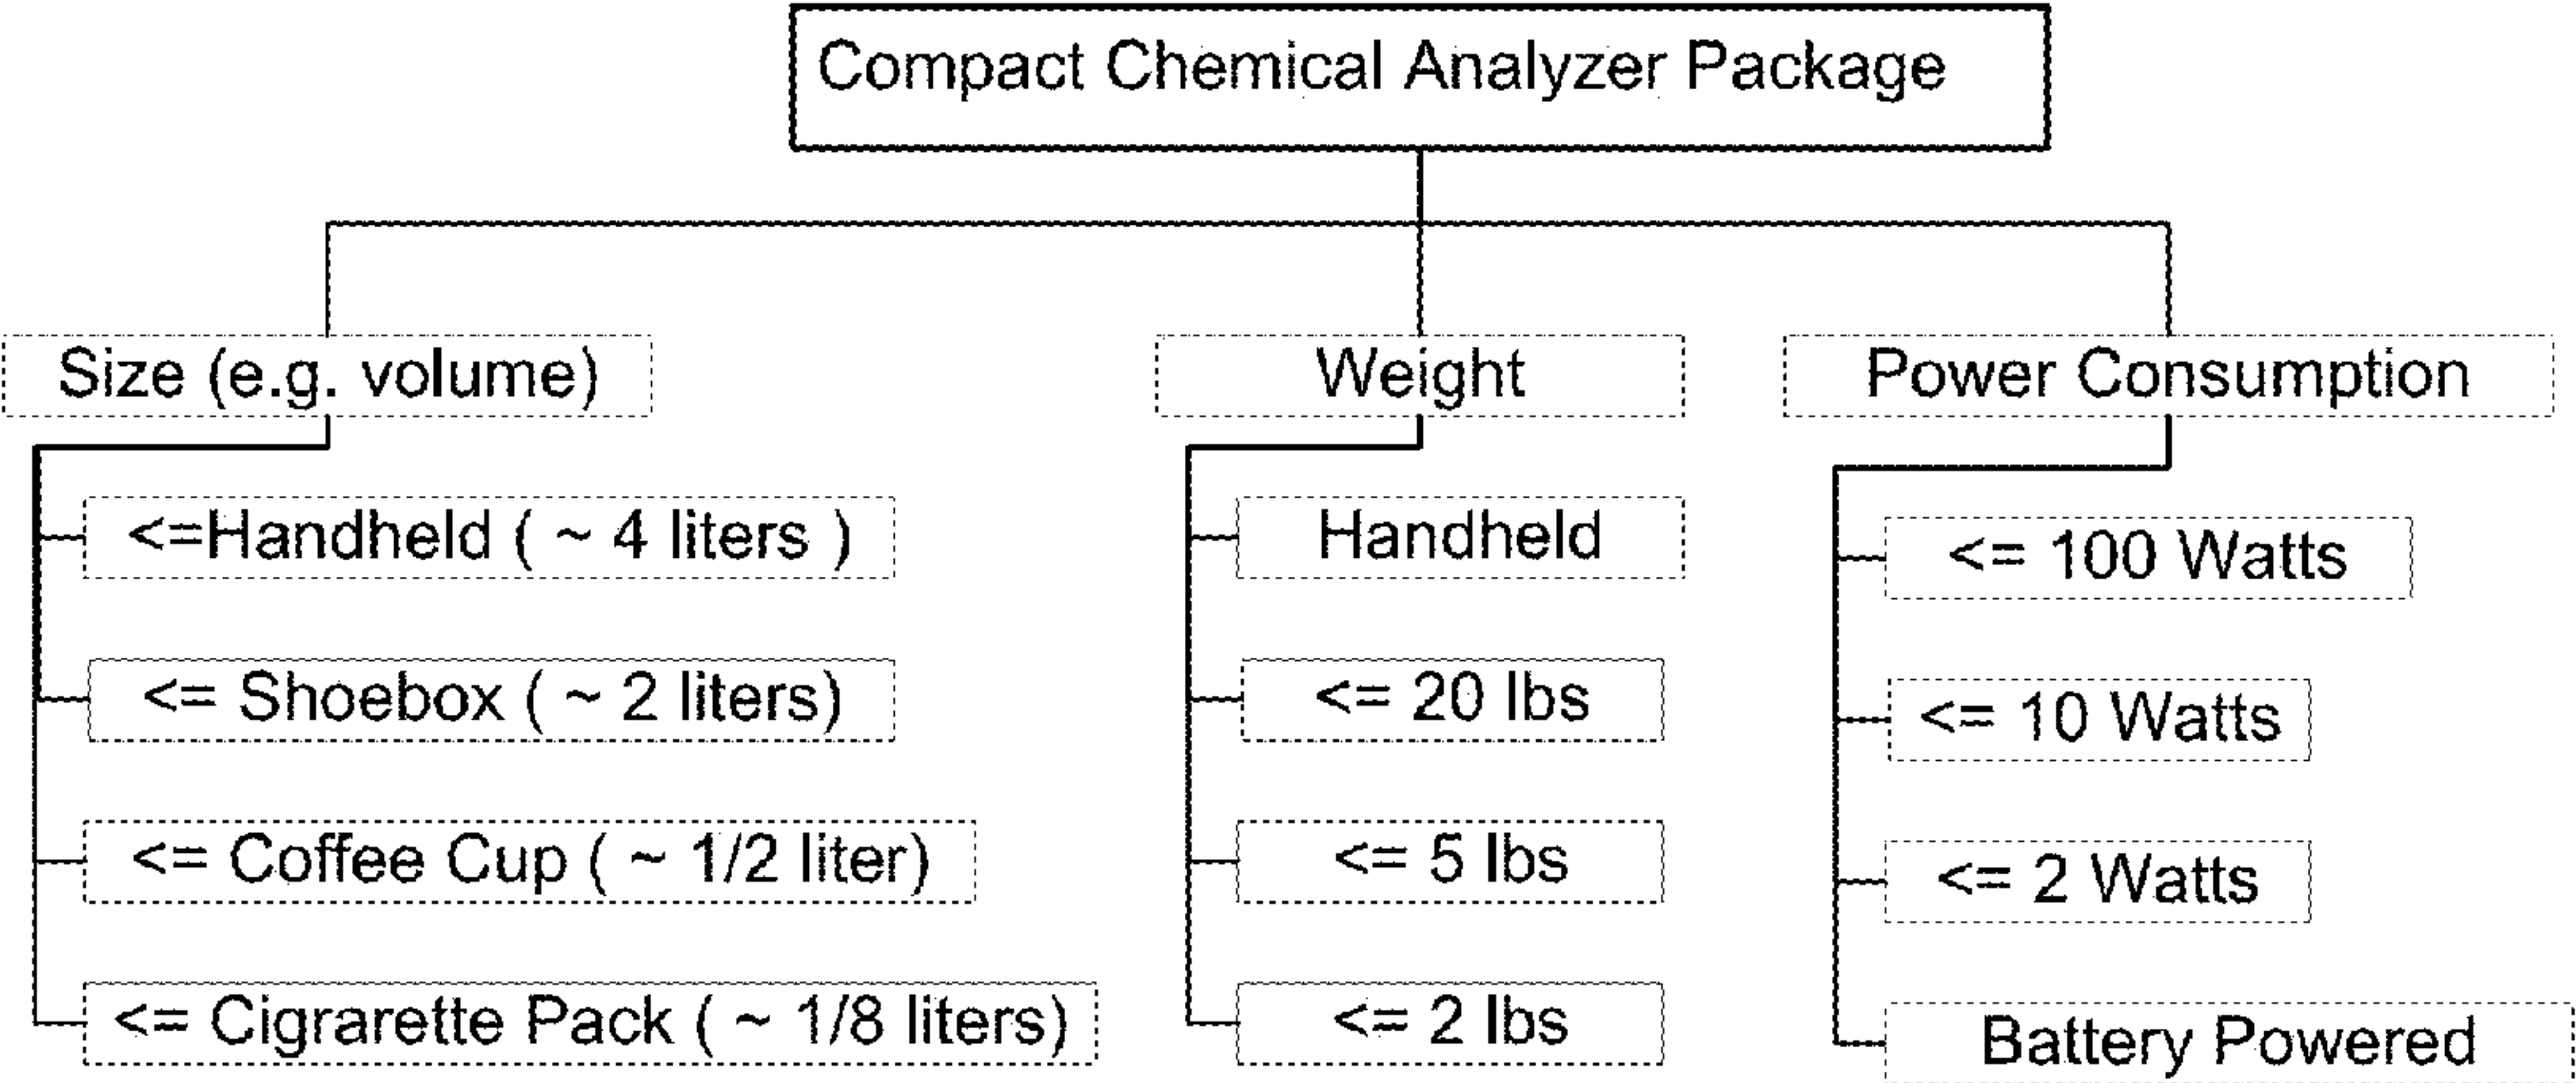 Compact Chemical Analyzer Package
Size (e.g. volume)
<=Handheld ( ~ 4 liters )
<= Shoebox ( ~ 2 liters)
<= Coffee Cup ( ~ 1/2 liter)
<= Cigrarette Pack ( ~ 1/8 liters)
Weight
Handheld
<= 20 lbs
<= 5 lbs
<= 2 lbs
Power Consumption
<= 100 Watts
<= 10 Watts
<= 2 Watts
Battery Powered